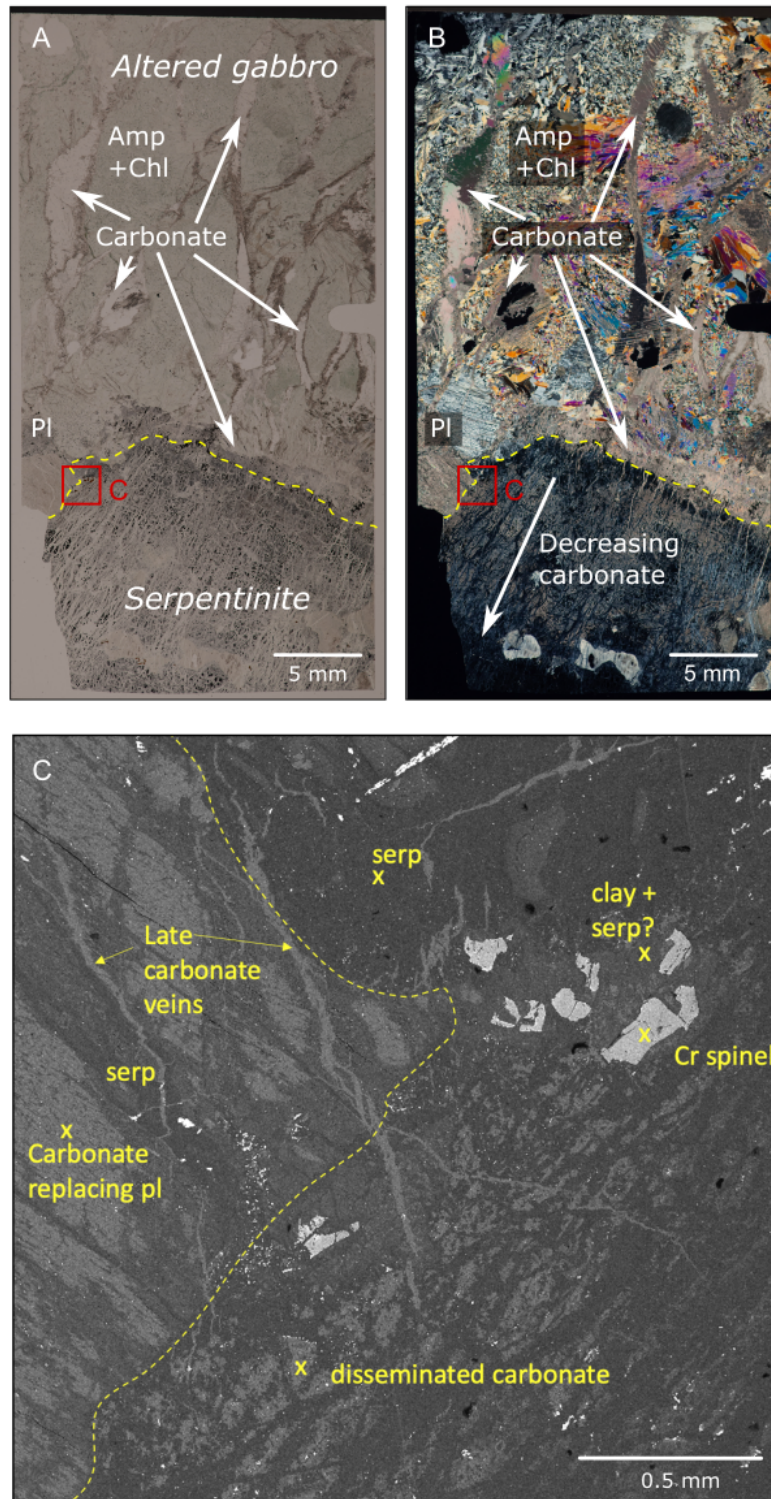 A
Altered gabbro
Amp
+Chl
Carbonate
Pl
C
Serpentinite
5 mm
B
Amp
+Chl
Carbonate
Pl
C
Decreasing
carbonate
5 mm
C
serp
x
clay +
serp?
x
Late
carbonate
veins
x
Cr spinel
serp
x
Carbonate
replacing pl
x
disseminated carbonate
0.5 mm